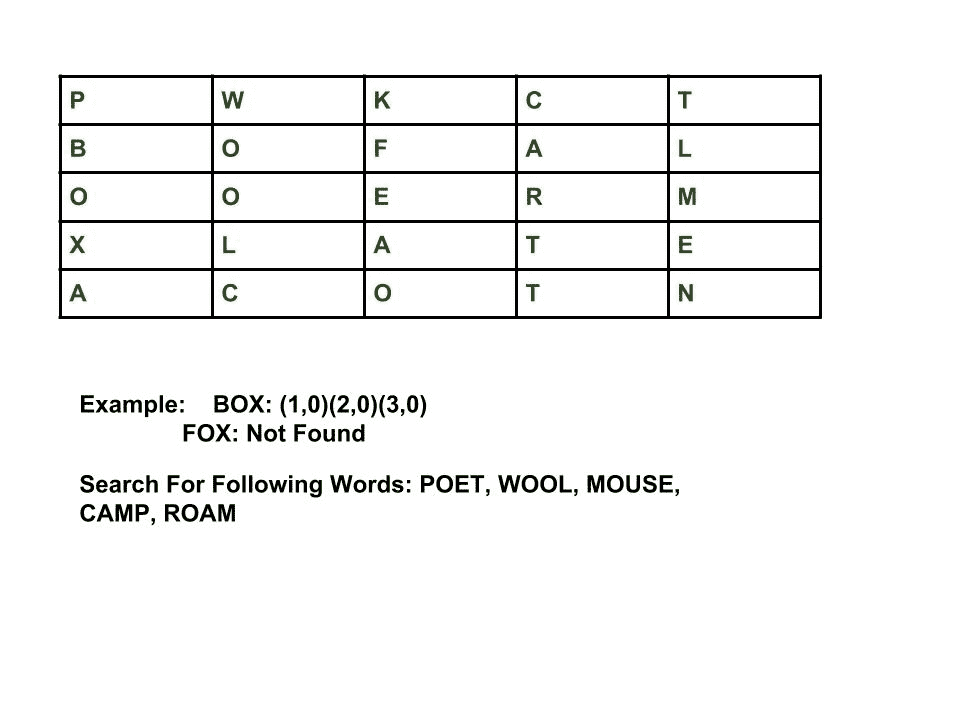 P W K C T
B O F A L
O O E R M
X L A T E
A C O T N
Example: BOX: (1,0)(2,0)(3,0)
FOX: Not Found
Search For Following Words: POET, WOOL, MOUSE,
CAMP, ROAM